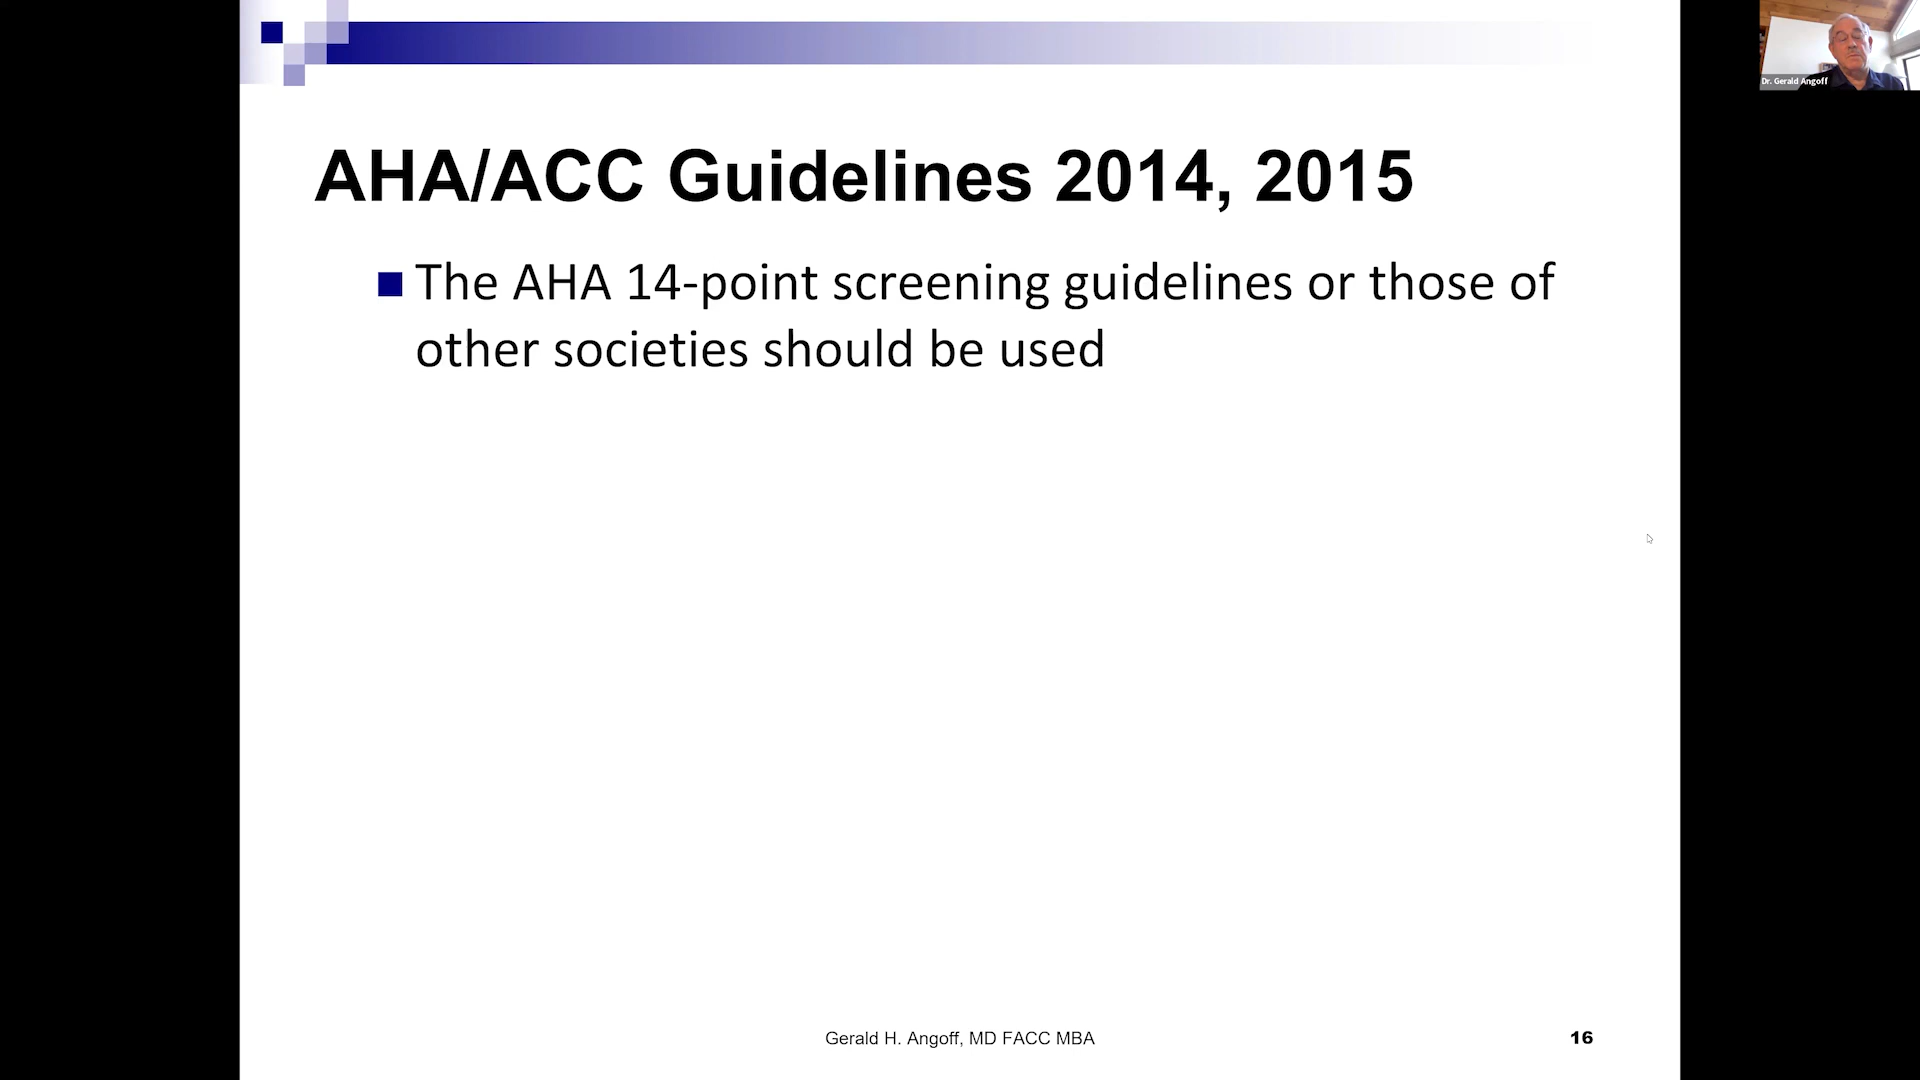 Dr. Gerald Angoff
AHA/ACC Guidelines 2014, 2015
The AHA 14-point screening guidelines or those of
other societies should be used
Gerald H. Angoff, MD FACC MBA
16